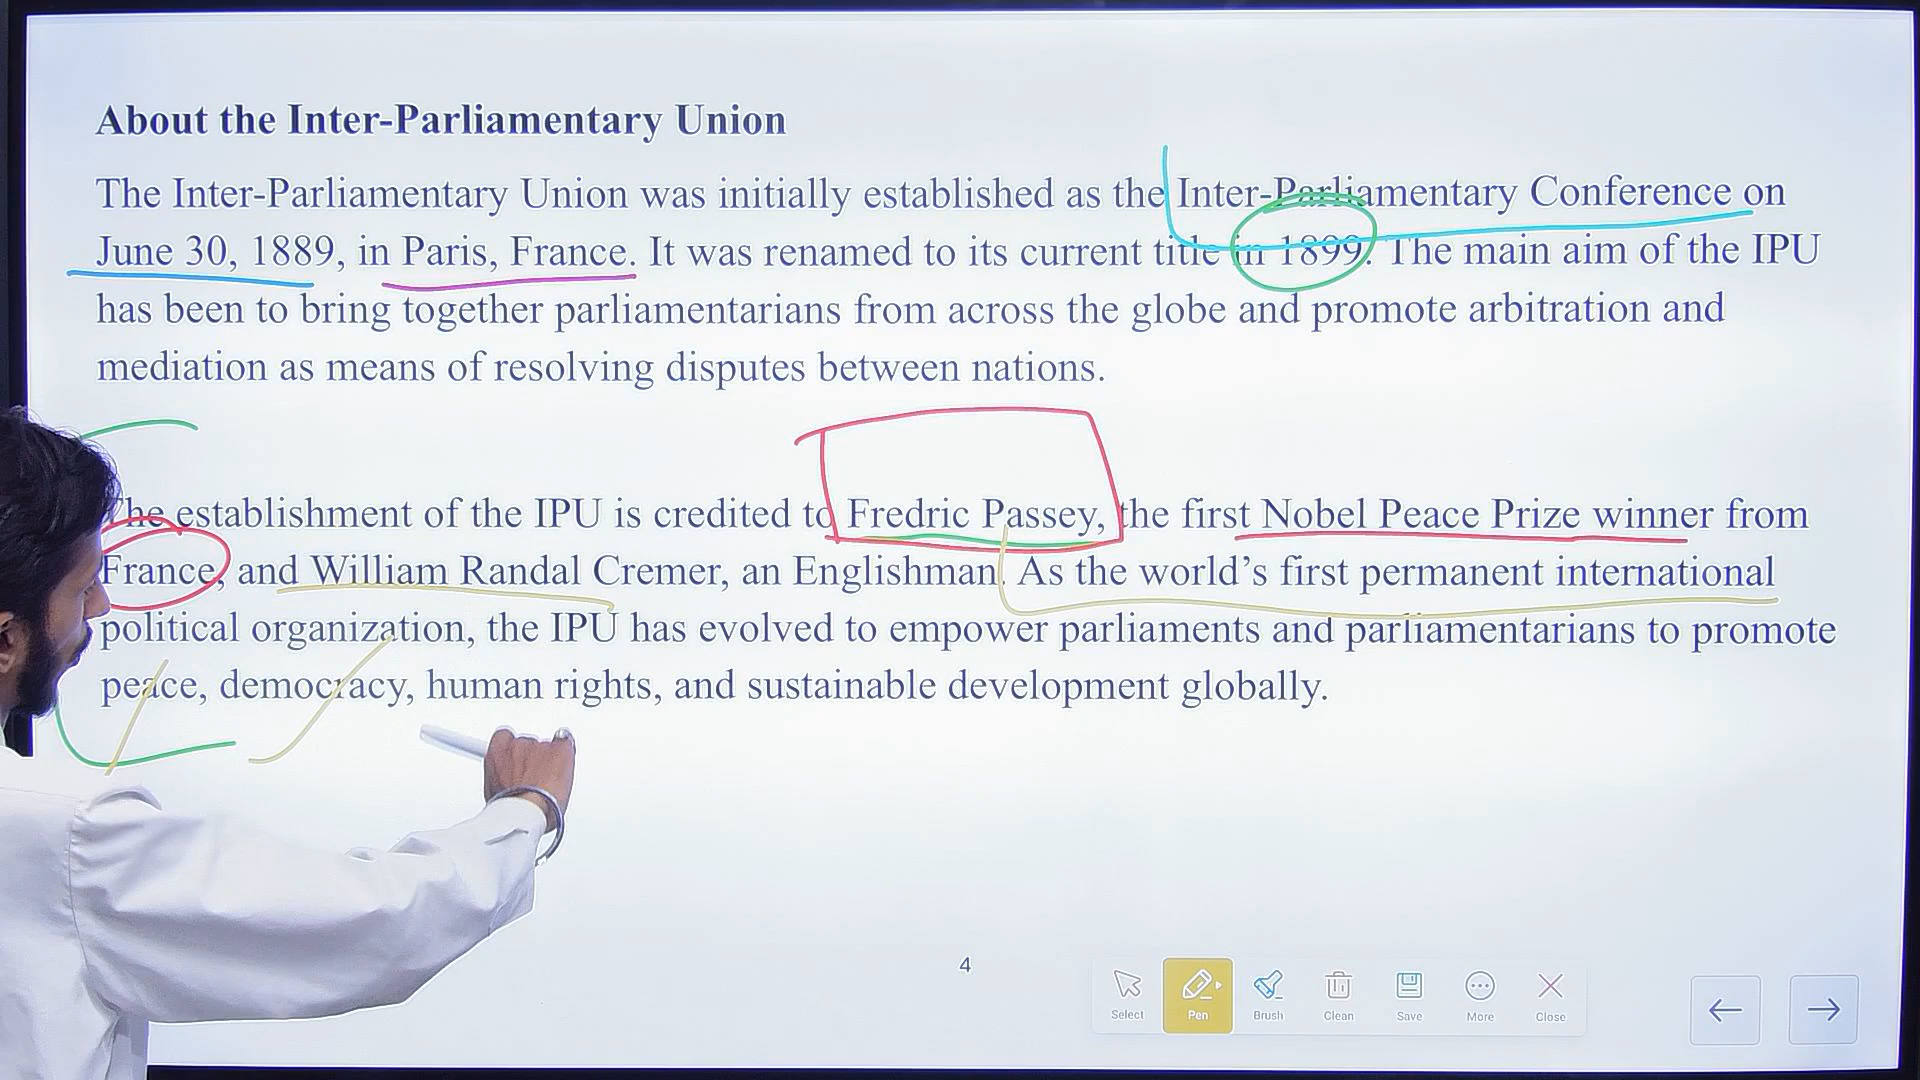 About the Inter-Parliamentary Union
The Inter-Parliamentary Union was initially established as the Inter-Parliamentary Conference on
June 30, 1889, in Paris, France. It was renamed to its current title in 1899. The main aim of the IPU
has been to bring together parliamentarians from across the globe and promote arbitration and
mediation as means of resolving disputes between nations.
The establishment of the IPU is credited to Fredric Passey, the first Nobel Peace Prize winner from
France, and William Randal Cremer, an Englishman. As the world's first permanent international
political organization, the IPU has evolved to empower parliaments and parliamentarians to promote
peace, democracy, human rights, and sustainable development globally.
4
Select Pen Brush Clean Save More Close